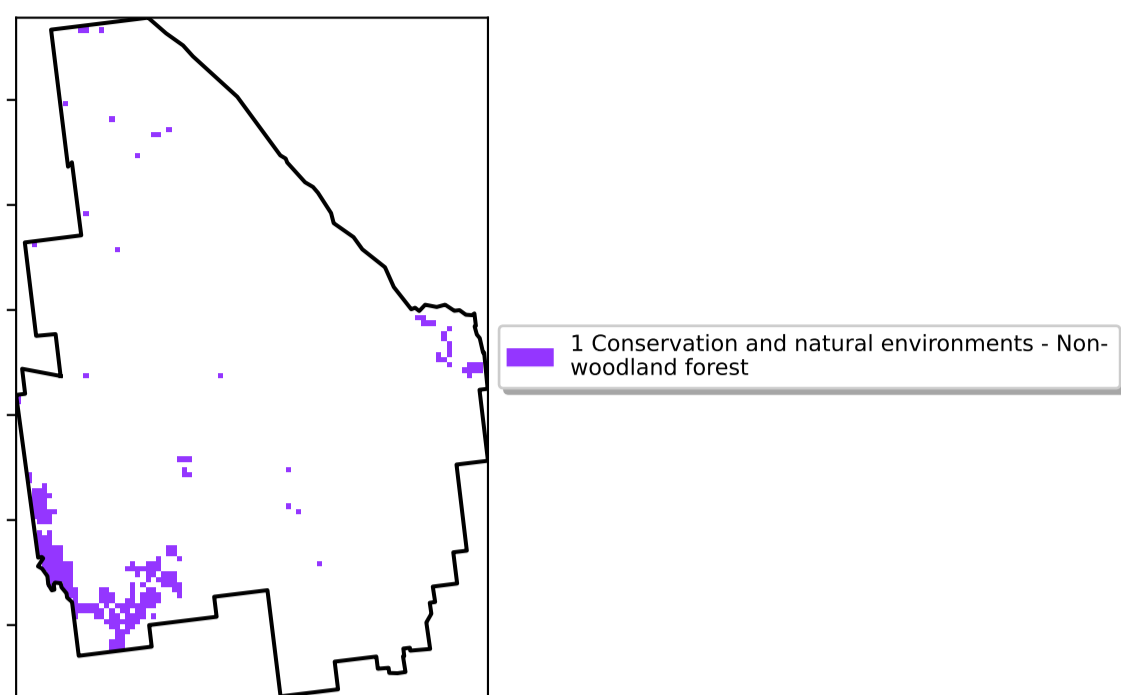 1 Conservation and natural environments - Non-
woodland forest